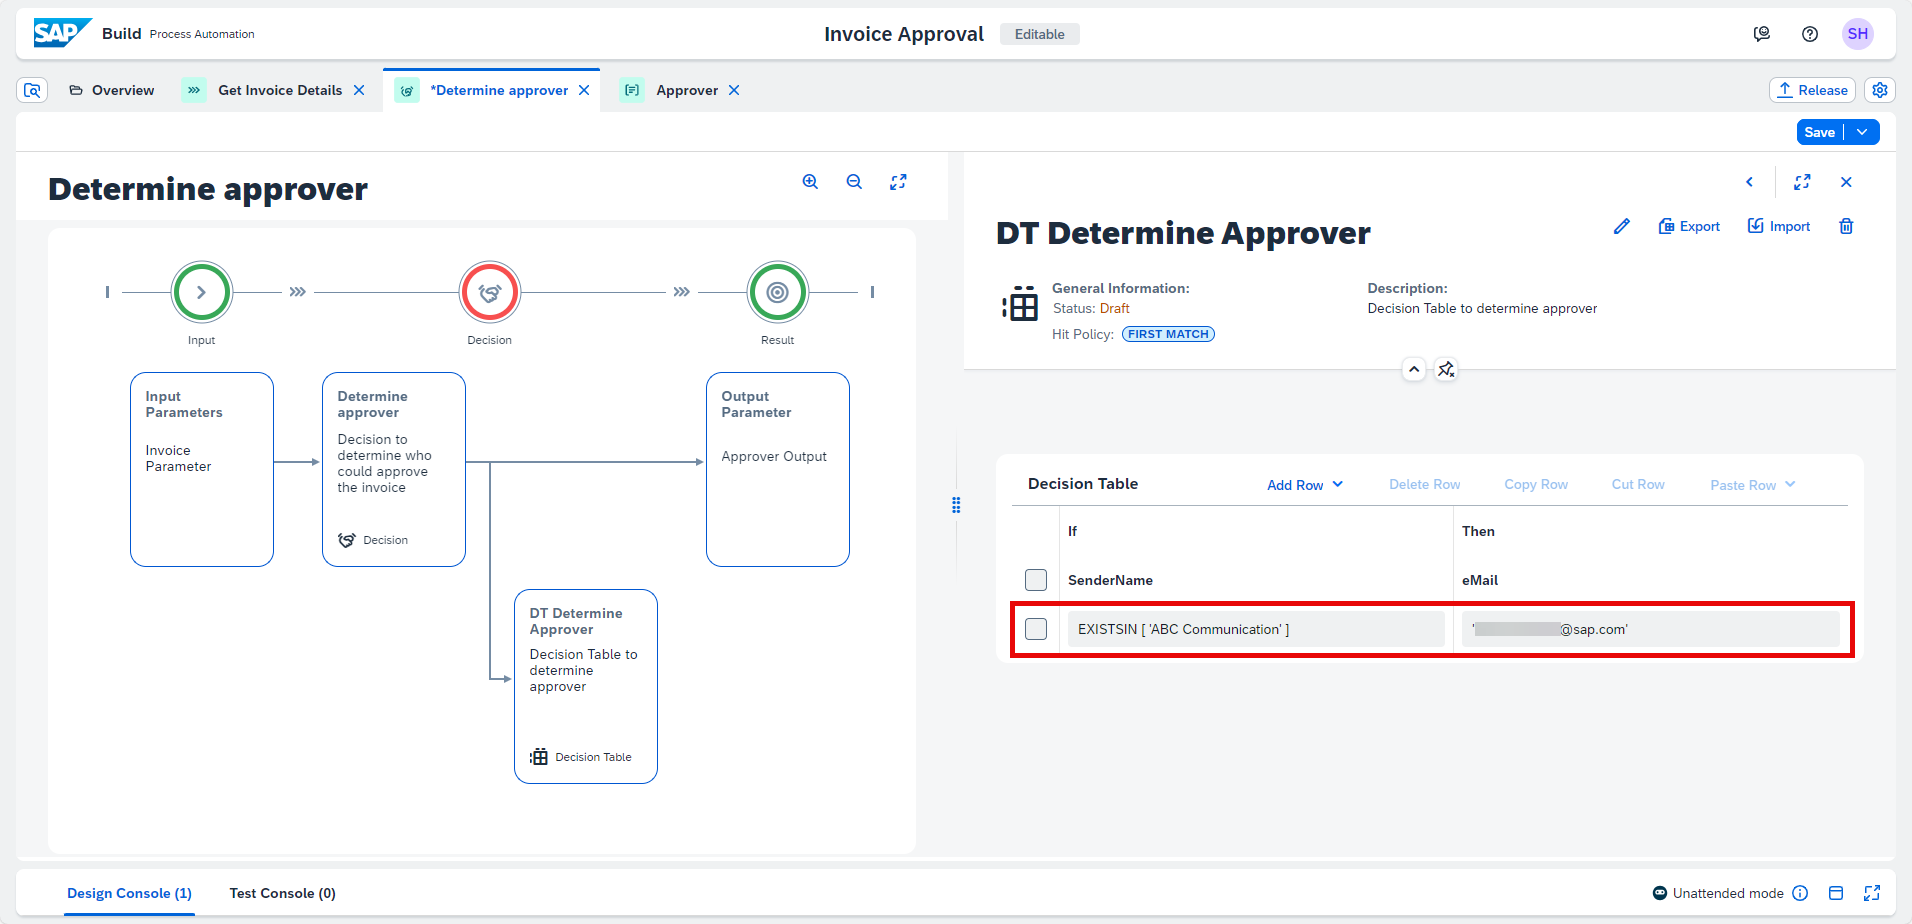 SAP Build Process Automation
Invoice Approval Editable
SH
Overview Get Invoice Details *Determine approver Approver
Release
Save
Determine approver
Input
Decision
Result
Input
Parameters
Invoice
Parameter
Determine
approver
Decision to
determine who
could approve
the invoice
Decision
DT Determine
Approver
Decision Table to
determine
approver
Decision Table
Output
Parameter
Approver Output
DT Determine Approver
Export Import
General Information:
Status: Draft
Hit Policy: FIRST MATCH
Description:
Decision Table to determine approver
Decision Table Add Row Delete Row Copy Row Cut Row Paste Row
If Then
SenderName eMail
EXISTSIN [ 'ABC Communication' ] '@sap.com'
Design Console (1) Test Console (0) Unattended mode